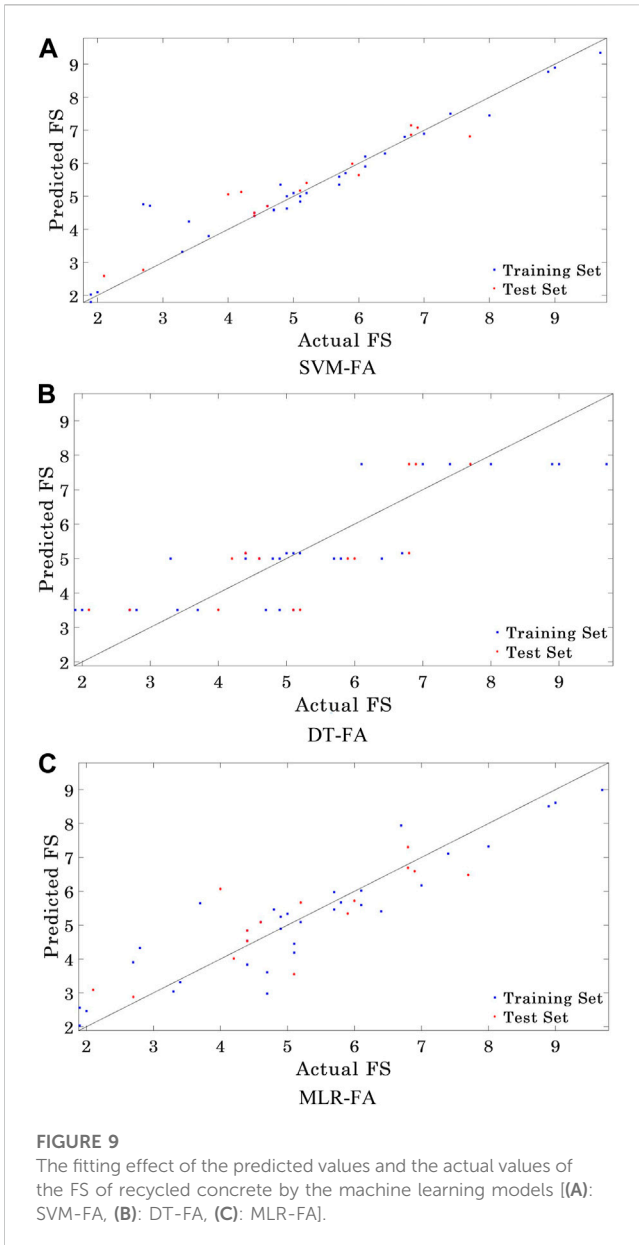 A
9
8
7
6
5
4
3
2
Predicted FS
Training Set
Test Set
2 3 4 5 6 7 8 9
Actual FS
SVM-FA
B
9
8
7
6
5
4
3
2
Predicted FS
Training Set
Test Set
2 3 4 5 6 7 8 9
Actual FS
DT-FA
C
9
8
7
6
5
4
3
2
Predicted FS
Training Set
Test Set
2 3 4 5 6 7 8 9
Actual FS
MLR-FA
FIGURE 9
The fitting effect of the predicted values and the actual values of
the FS of recycled concrete by the machine learning models [(A):
SVM-FA, (B): DT-FA, (C): MLR-FA].